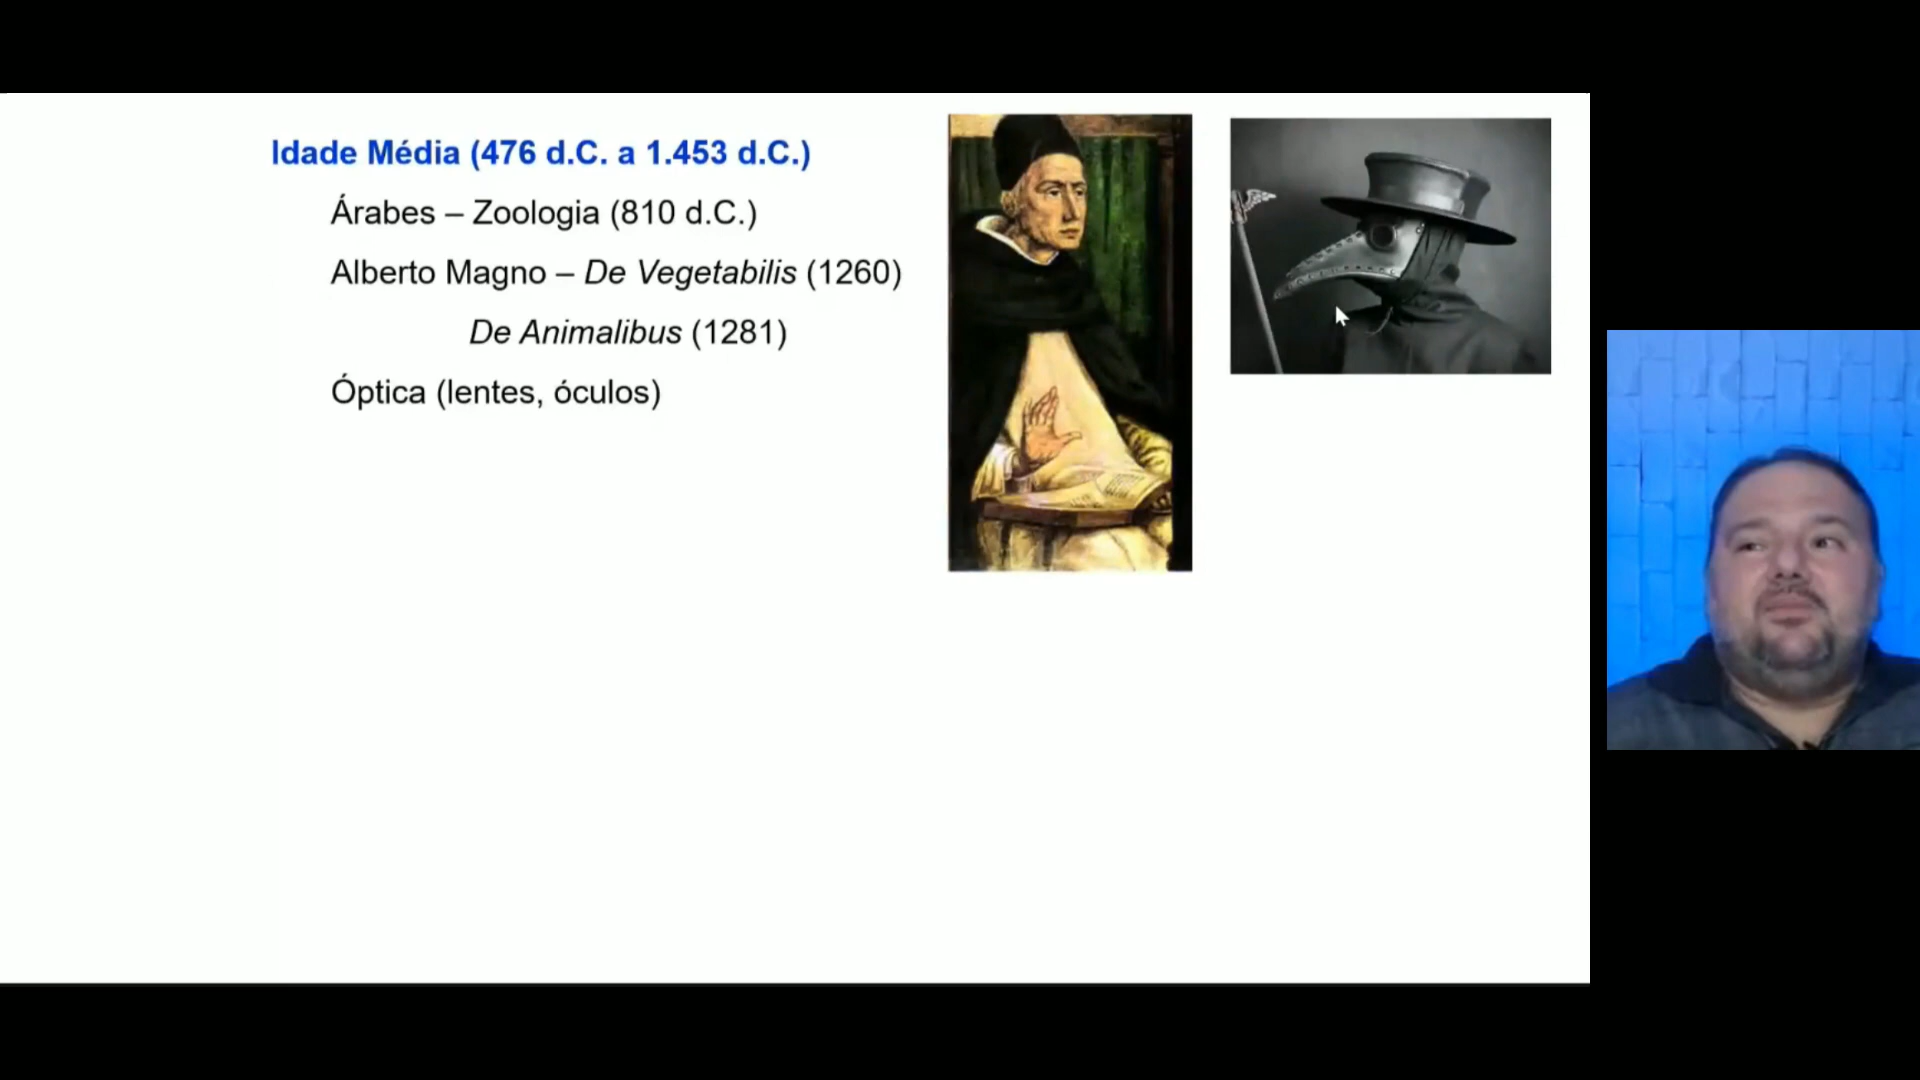 Idade Média (476 d.C. a 1.453 d.C.)
Árabes – Zoologia (810 d.C.)
Alberto Magno – De Vegetabilis (1260)
De Animalibus (1281)
Óptica (lentes, óculos)